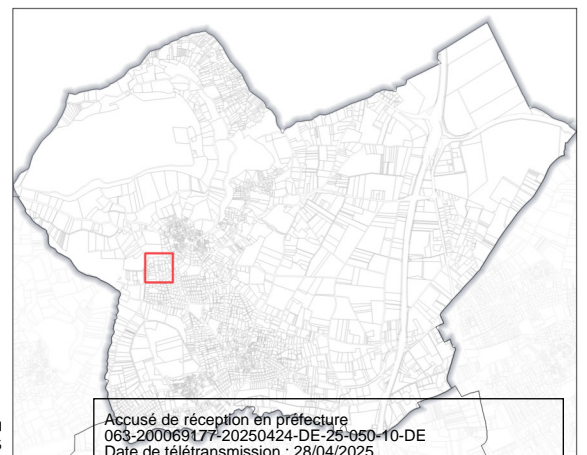 Accusé de réception en préfecture
063-200069177-20250424-DE-25-050-10-DE
Date de télétransmission : 28/04/2025